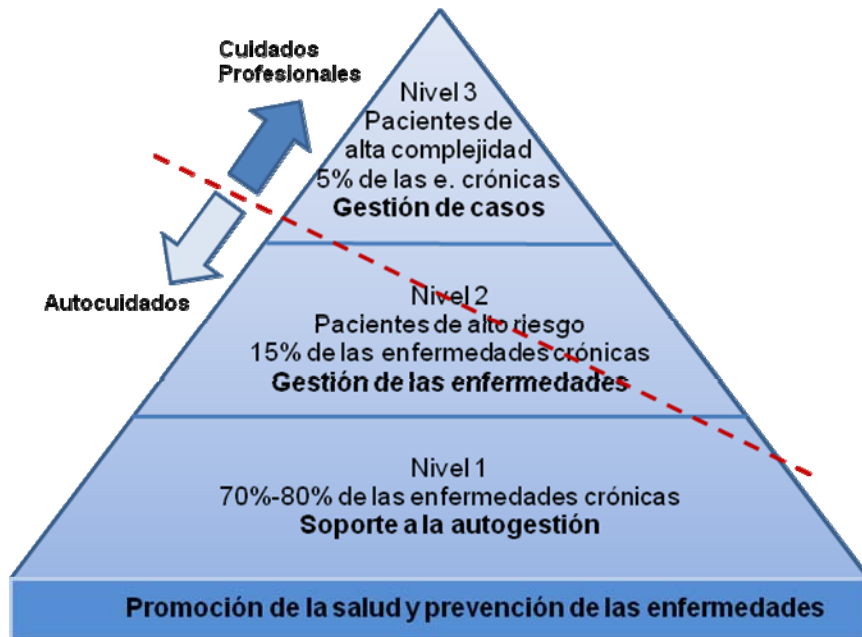 Cuidados
Profesionales
Nivel 3
Pacientes de
alta complejidad
5% de las e. crónicas
Gestión de casos
Autocuidados
Nivel 2
Pacientes de alto riesgo
15% de las enfermedades crónicas
Gestión de las enfermedades
Nivel 1
70%-80% de las enfermedades crónicas
Soporte a la autogestión
Promoción de la salud y prevención de las enfermedades